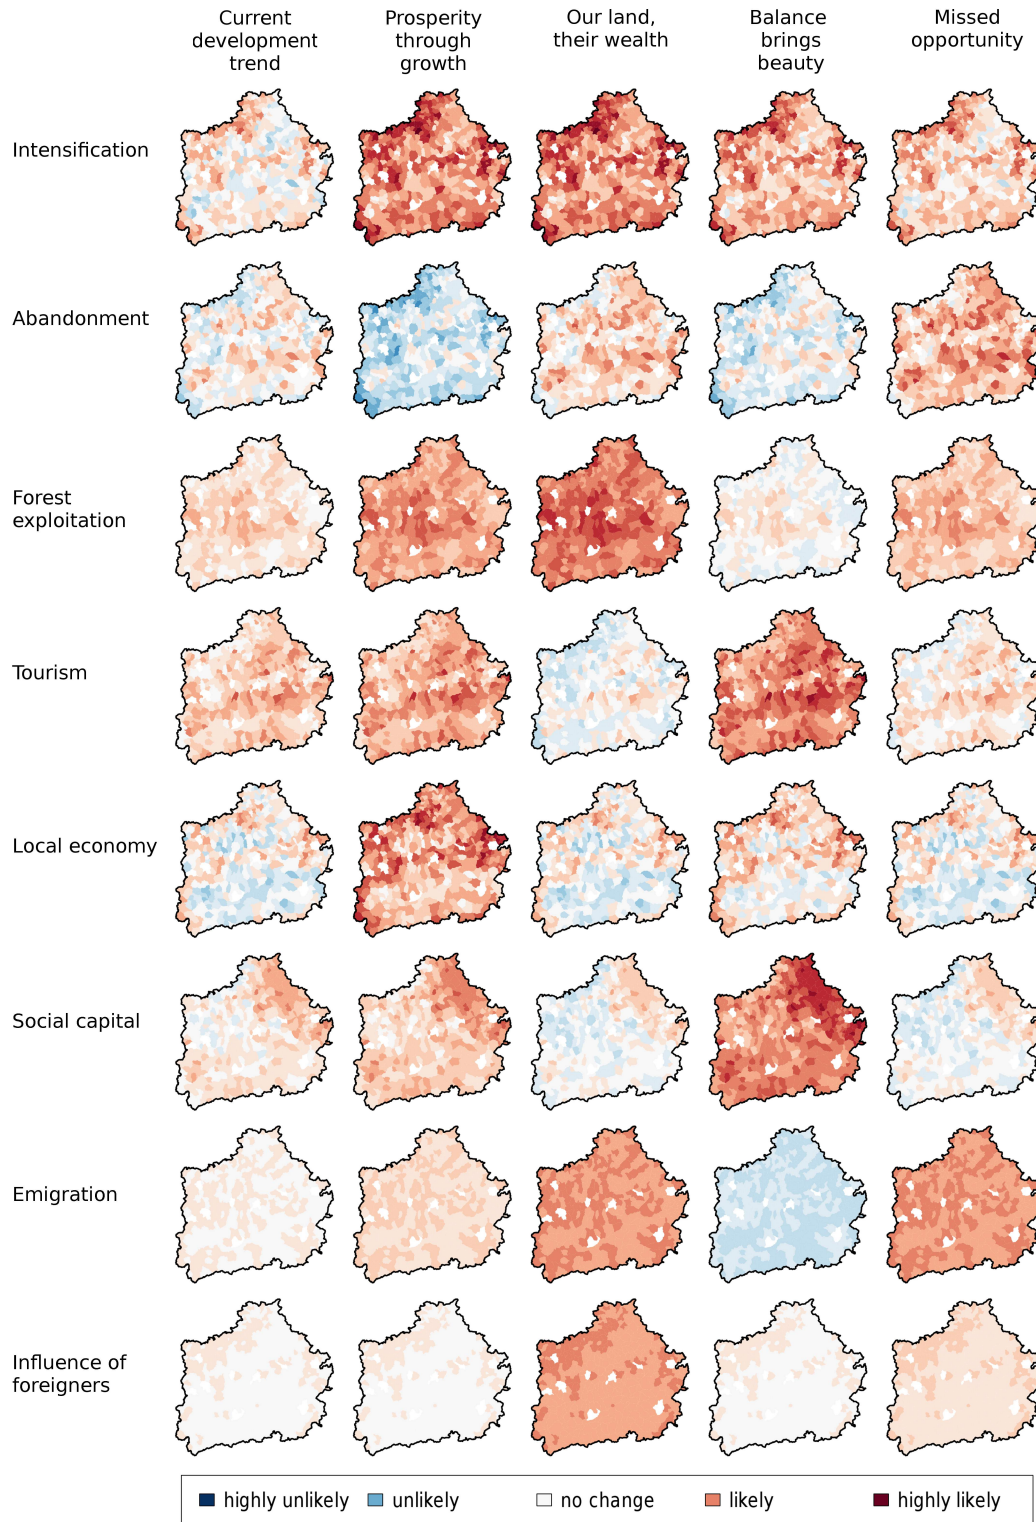 Current
development
trend
Prosperity
through
growth
Our land,
their wealth
Balance
brings
beauty
Missed
opportunity
Intensification
Abandonment
Forest
exploitation
Tourism
Local economy
Social capital
Emigration
Influence of
foreigners
highly unlikely
unlikely
no change
likely
highly likely